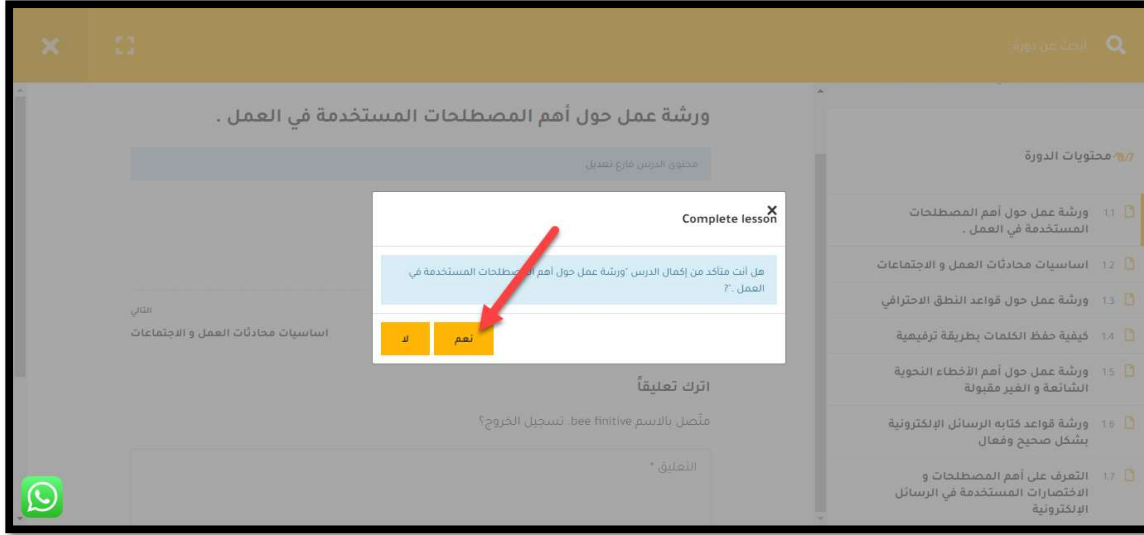 ابحث عن دورة
محتويات الدورة
1.1 ورشة عمل حول أهم المصطلحات
المستخدمة في العمل .
1.2 اساسيات محادثات العمل و الاجتماعات
1.3 ورشة عمل حول قواعد النطق الاحترافي
1.4 كيفية حفظ الكلمات بطريقة ترفيهية
1.5 ورشة عمل حول أهم الأخطاء النحوية
الشائعة و الغير مقبولة
1.6 ورشة قواعد كتابه الرسائل الإلكترونية
بشكل صحيح وفعال
1.7 التعرف على أهم المصطلحات و
الاختصارات المستخدمة في الرسائل
الإلكترونية
ورشة عمل حول أهم المصطلحات المستخدمة في العمل .
محتوى الدرس فارغ تعديل
Complete lesson
هل أنت متأكد من إكمال الدرس "ورشة عمل حول أهم المصطلحات المستخدمة في
العمل ."?
نعم
لا
التالي
اساسيات محادثات العمل و الاجتماعات
اترك تعليقاً
متّصل بالاسم bee finitive. تسجيل الخروج؟
التعليق *